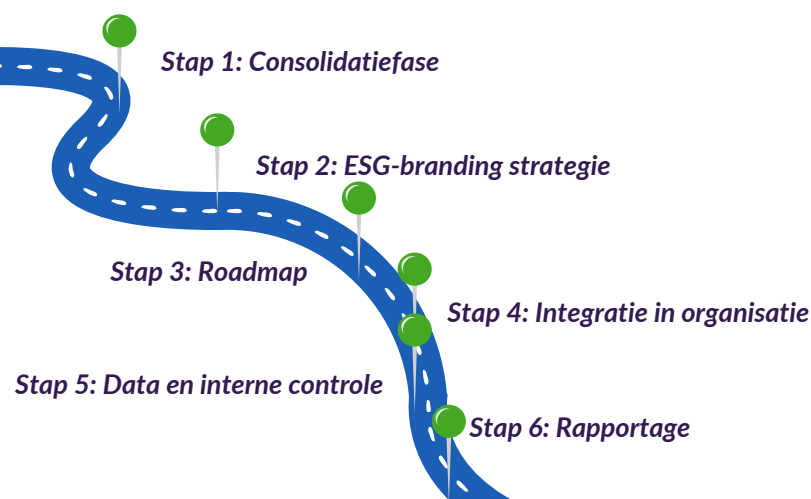 Stap 1: Consolidatiefase
Stap 2: ESG-branding strategie
Stap 3: Roadmap
Stap 4: Integratie in organisatie
Stap 5: Data en interne controle
Stap 6: Rapportage